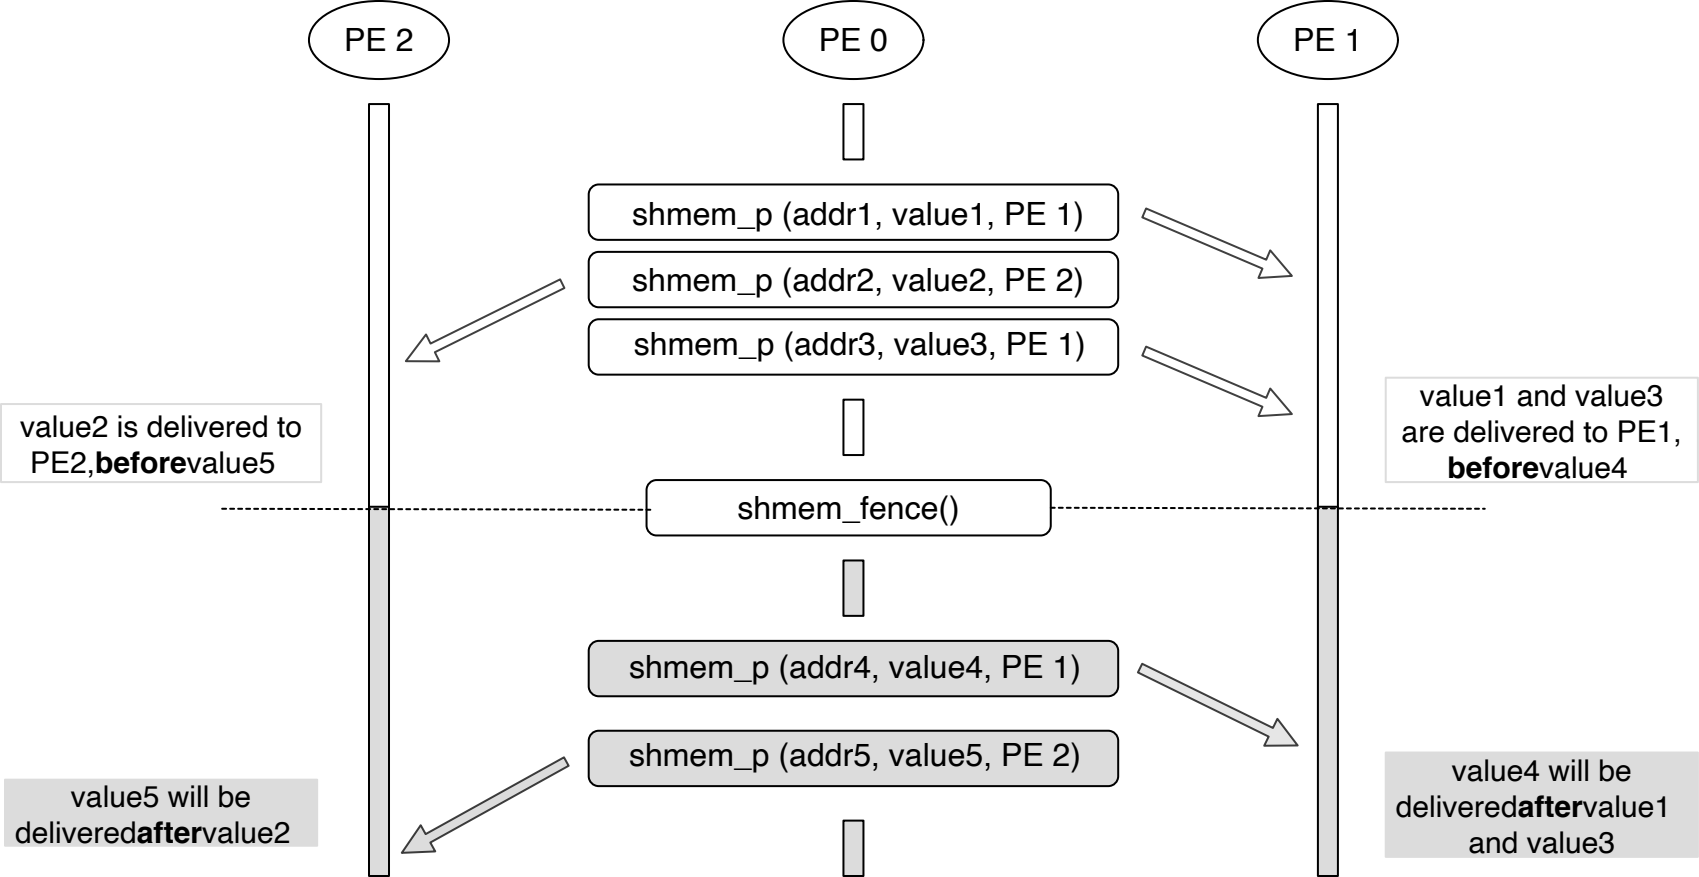 PE 2
PE 0
PE 1
shmem_p (addr1, value1, PE 1)
shmem_p (addr2, value2, PE 2)
shmem_p (addr3, value3, PE 1)
value2 is delivered to
PE2,beforevalue5
value1 and value3
are delivered to PE1,
beforevalue4
shmem_fence()
shmem_p (addr4, value4, PE 1)
shmem_p (addr5, value5, PE 2)
value5 will be
deliveredaftervalue2
value4 will be
deliveredaftervalue1
and value3